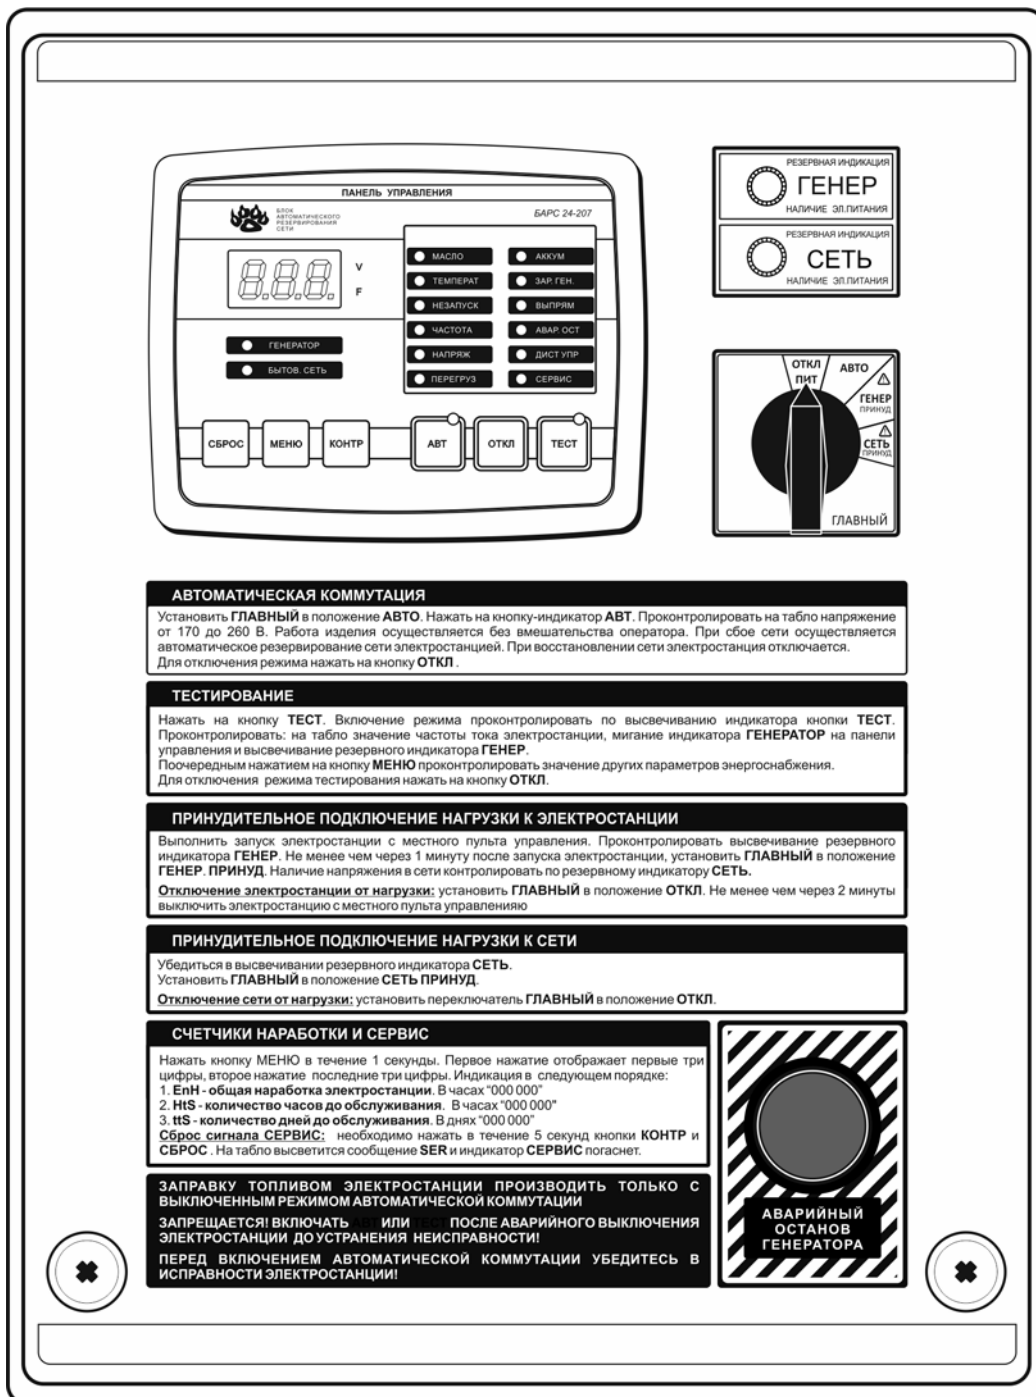 ПАНЕЛЬ УПРАВЛЕНИЯ
БЛОК
АВТОМАТИЧЕСКОГО
РЕЗЕРВИРОВАНИЯ
СЕТИ
БАРС 24-207
8.8.8.
V
F
МАСЛО
ТЕМПЕРАТ
НЕЗАПУСК
ЧАСТОТА
НАПРЯЖ
ПЕРЕГРУЗ
АККУМ
ЗАР. ГЕН.
ВЫПРЯМ
АВАР. ОСТ
ДИСТ УПР
СЕРВИС
ГЕНЕРАТОР
БЫТОВ. СЕТЬ
СБРОС
МЕНЮ
КОНТР
АВТ
ОТКЛ
ТЕСТ
РЕЗЕРВНАЯ ИНДИКАЦИЯ
ГЕНЕР
НАЛИЧИЕ ЭЛ.ПИТАНИЯ
РЕЗЕРВНАЯ ИНДИКАЦИЯ
СЕТЬ
НАЛИЧИЕ ЭЛ.ПИТАНИЯ
ОТКЛ
ПИТ
АВТО
ГЕНЕР
ПРИНУД
СЕТЬ
ПРИНУД
ГЛАВНЫЙ
АВТОМАТИЧЕСКАЯ КОММУТАЦИЯ
Установить ГЛАВНЫЙ в положение АВТО. Нажать на кнопку-индикатор АВТ. Проконтролировать на табло напряжение
от 170 до 260 В. Работа изделия осуществляется без вмешательства оператора. При сбое сети осуществляется
автоматическое резервирование сети электростанцией. При восстановлении сети электростанция отключается.
Для отключения режима нажать на кнопку ОТКЛ .
ТЕСТИРОВАНИЕ
Нажать на кнопку ТЕСТ. Включение режима проконтролировать по высвечиванию индикатора кнопки ТЕСТ.
Проконтролировать: на табло значение частоты тока электростанции, мигание индикатора ГЕНЕРАТОР на панели
управления и высвечивание резервного индикатора ГЕНЕР.
Поочередным нажатием на кнопку МЕНЮ проконтролировать значение других параметров энергоснабжения.
Для отключения режима тестирования нажать на кнопку ОТКЛ.
ПРИНУДИТЕЛЬНОЕ ПОДКЛЮЧЕНИЕ НАГРУЗКИ К ЭЛЕКТРОСТАНЦИИ
Выполнить запуск электростанции с местного пульта управления. Проконтролировать высвечивание резервного
индикатора ГЕНЕР. Не менее чем через 1 минуту после запуска электростанции, установить ГЛАВНЫЙ в положение
ГЕНЕР. ПРИНУД. Наличие напряжения в сети контролировать по резервному индикатору СЕТЬ.
Отключение электростанции от нагрузки: установить ГЛАВНЫЙ в положение ОТКЛ. Не менее чем через 2 минуты
выключить электростанцию с местного пульта управленияю
ПРИНУДИТЕЛЬНОЕ ПОДКЛЮЧЕНИЕ НАГРУЗКИ К СЕТИ
Убедиться в высвечивании резервного индикатора СЕТЬ.
Установить ГЛАВНЫЙ в положение СЕТЬ ПРИНУД.
Отключение сети от нагрузки: установить переключатель ГЛАВНЫЙ в положение ОТКЛ.
СЧЕТЧИКИ НАРАБОТКИ И СЕРВИС
Нажать кнопку МЕНЮ в течение 1 секунды. Первое нажатие отображает первые три
цифры, второе нажатие последние три цифры. Индикация в следующем порядке:
1. EnH - общая наработка электростанции. В часах “000 000”
2. HtS - количество часов до обслуживания. В часах “000 000"
3. ttS - количество дней до обслуживания. В днях “000 000”
Сброс сигнала СЕРВИС: необходимо нажать в течение 5 секунд кнопки КОНТР и
СБРОС . На табло высветится сообщение SER и индикатор СЕРВИС погаснет.
ЗАПРАВКУ ТОПЛИВОМ ЭЛЕКТРОСТАНЦИИ ПРОИЗВОДИТЬ ТОЛЬКО С
ВЫКЛЮЧЕННЫМ РЕЖИМОМ АВТОМАТИЧЕСКОЙ КОММУТАЦИИ
ЗАПРЕЩАЕТСЯ! ВКЛЮЧАТЬ АВТ ИЛИ ТЕСТ ПОСЛЕ АВАРИЙНОГО ВЫКЛЮЧЕНИЯ
ЭЛЕКТРОСТАНЦИИ ДО УСТРАНЕНИЯ НЕИСПРАВНОСТИ!
ПЕРЕД ВКЛЮЧЕНИЕМ АВТОМАТИЧЕСКОЙ КОММУТАЦИИ УБЕДИТЕСЬ В
ИСПРАВНОСТИ ЭЛЕКТРОСТАНЦИИ!
АВАРИЙНЫЙ
ОСТАНОВ
ГЕНЕРАТОРА